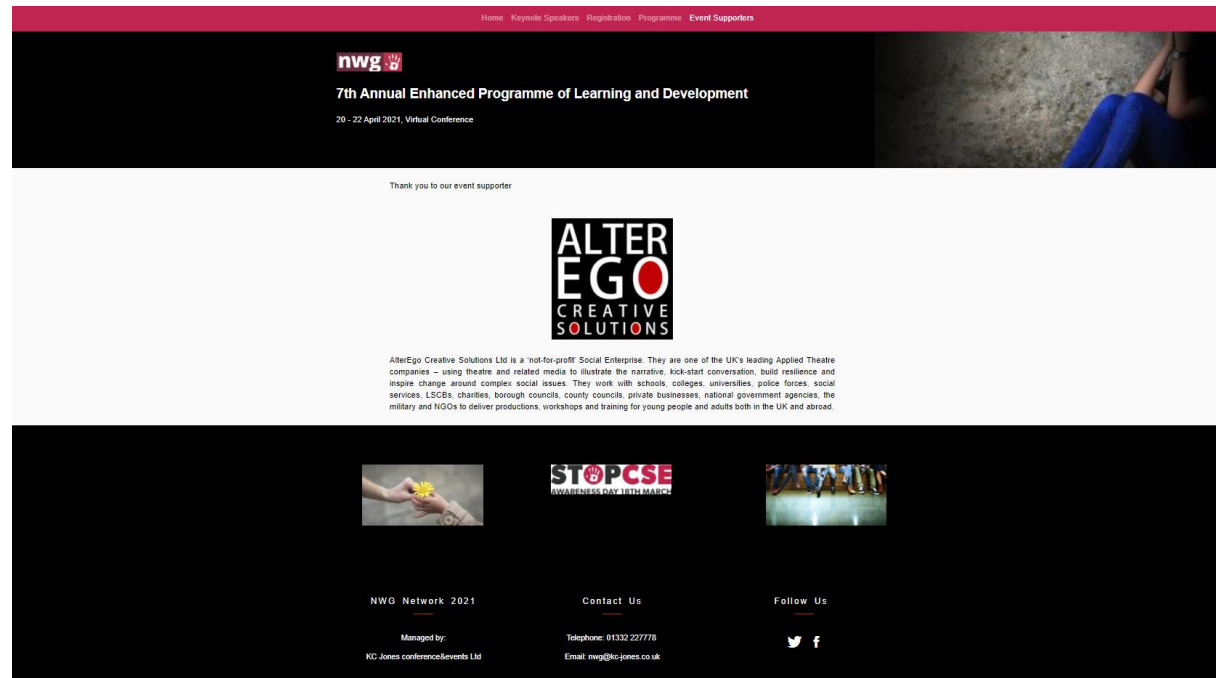 Home Keynote Speakers Registration Programme Event Supporters
nwg
7th Annual Enhanced Programme of Learning and Development
20 - 22 April 2021, Virtual Conference
Thank you to our event supporter
ALTER
EGO
CREATIVE
SOLUTIONS
AlterEgo Creative Solutions Ltd is a 'not-for-profit' Social Enterprise. They are one of the UK's leading Applied Theatre
companies – using theatre and related media to illustrate the narrative, kick-start conversation, build resilience and
inspire change around complex social issues. They work with schools, colleges, universities, police forces, social
services, LSCBs, charities, borough councils, county councils, private businesses, national government agencies, the
military and NGOs to deliver productions, workshops and training for young people and adults both in the UK and abroad.
STOPCSE
AWARENESS DAY 18TH MARCH
NWG Network 2021
Managed by:
KC Jones conference&events Ltd
Contact Us
Telephone: 01332 227778
Email: nwg@kc-jones.co.uk
Follow Us